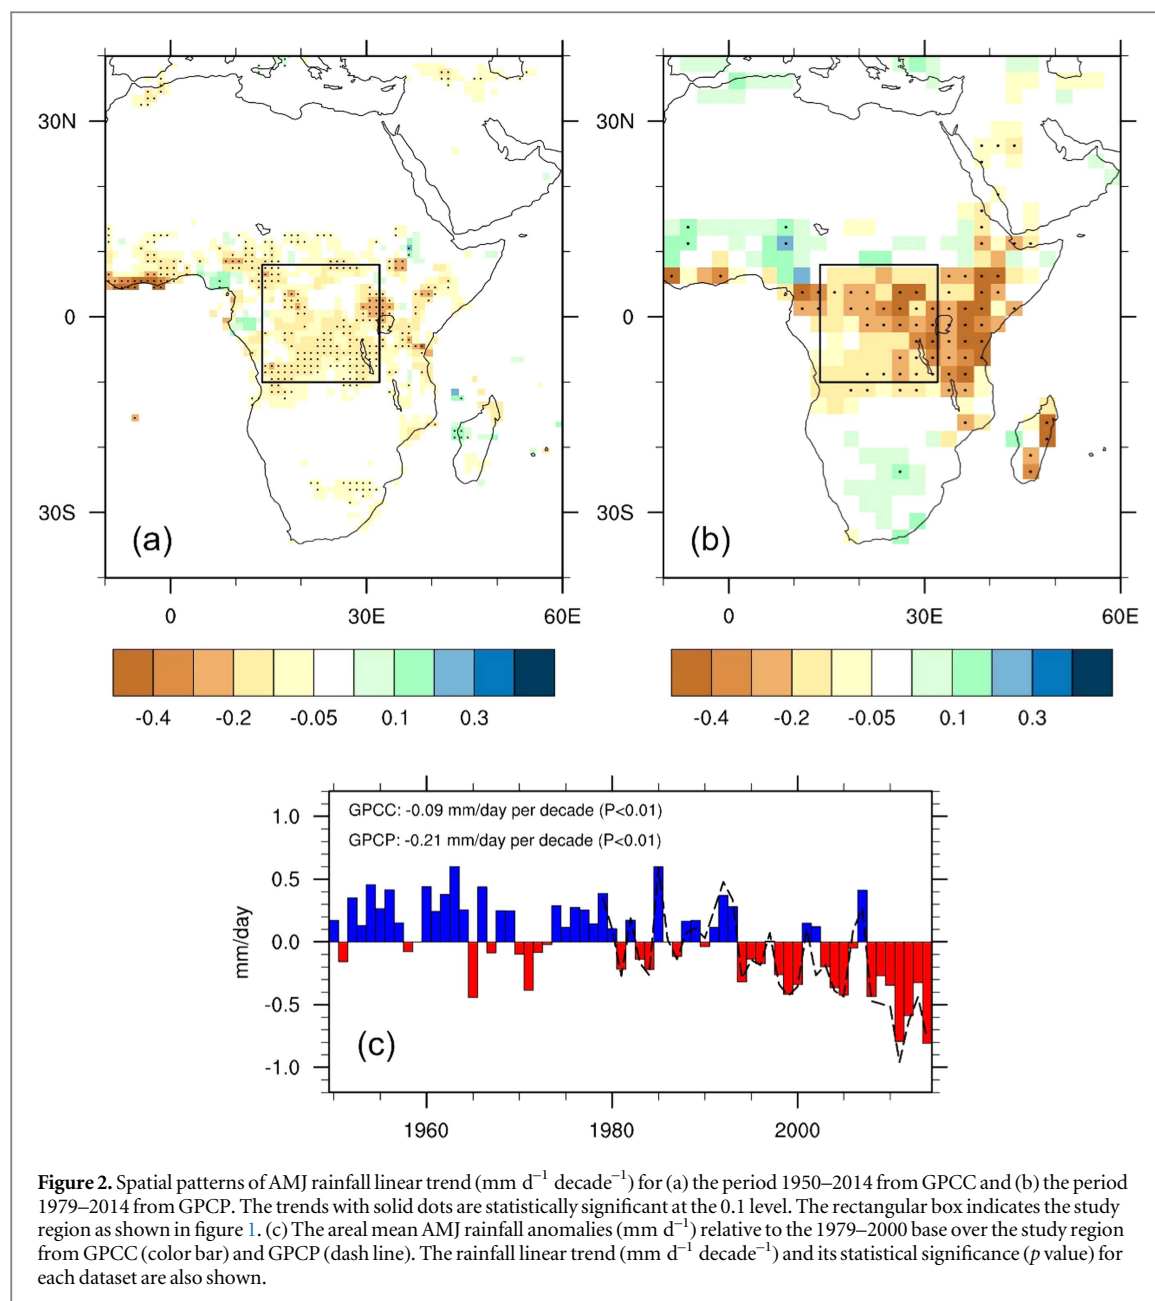 30N
0
30S
(a)
0
30E
60E
30N
0
30S
(b)
0
30E
60E
-0.4
-0.2
-0.05
0.1
0.3
-0.4
-0.2
-0.05
0.1
0.3
GPCC: -0.09 mm/day per decade (P<0.01)
GPCP: -0.21 mm/day per decade (P<0.01)
1.0
0.5
0.0
-0.5
-1.0
mm/day
(c)
1960
1980
2000
Figure 2. Spatial patterns of AMJ rainfall linear trend (mm d⁻¹ decade⁻¹) for (a) the period 1950–2014 from GPCC and (b) the period
1979–2014 from GPCP. The trends with solid dots are statistically significant at the 0.1 level. The rectangular box indicates the study
region as shown in figure 1. (c) The areal mean AMJ rainfall anomalies (mm d⁻¹) relative to the 1979–2000 base over the study region
from GPCC (color bar) and GPCP (dash line). The rainfall linear trend (mm d⁻¹ decade⁻¹) and its statistical significance (p value) for
each dataset are also shown.